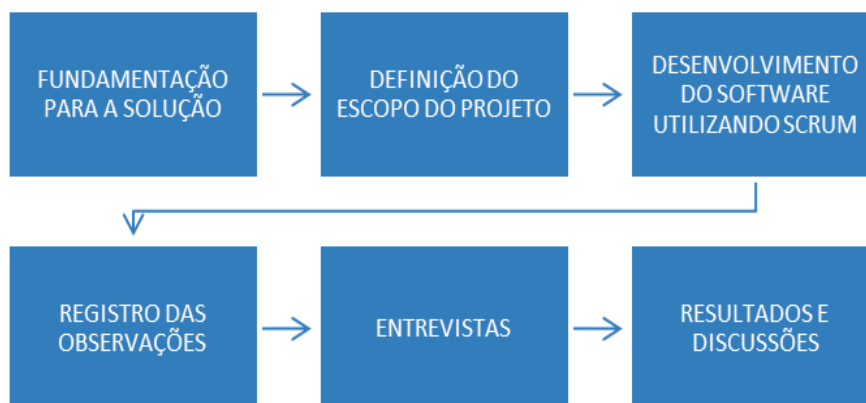 FUNDAMENTAÇÃO
PARA A SOLUÇÃO
DEFINIÇÃO DO
ESCOPO DO PROJETO
DESENVOLVIMENTO
DO SOFTWARE
UTILIZANDO SCRUM
REGISTRO DAS
OBSERVAÇÕES
ENTREVISTAS
RESULTADOS E
DISCUSSÕES